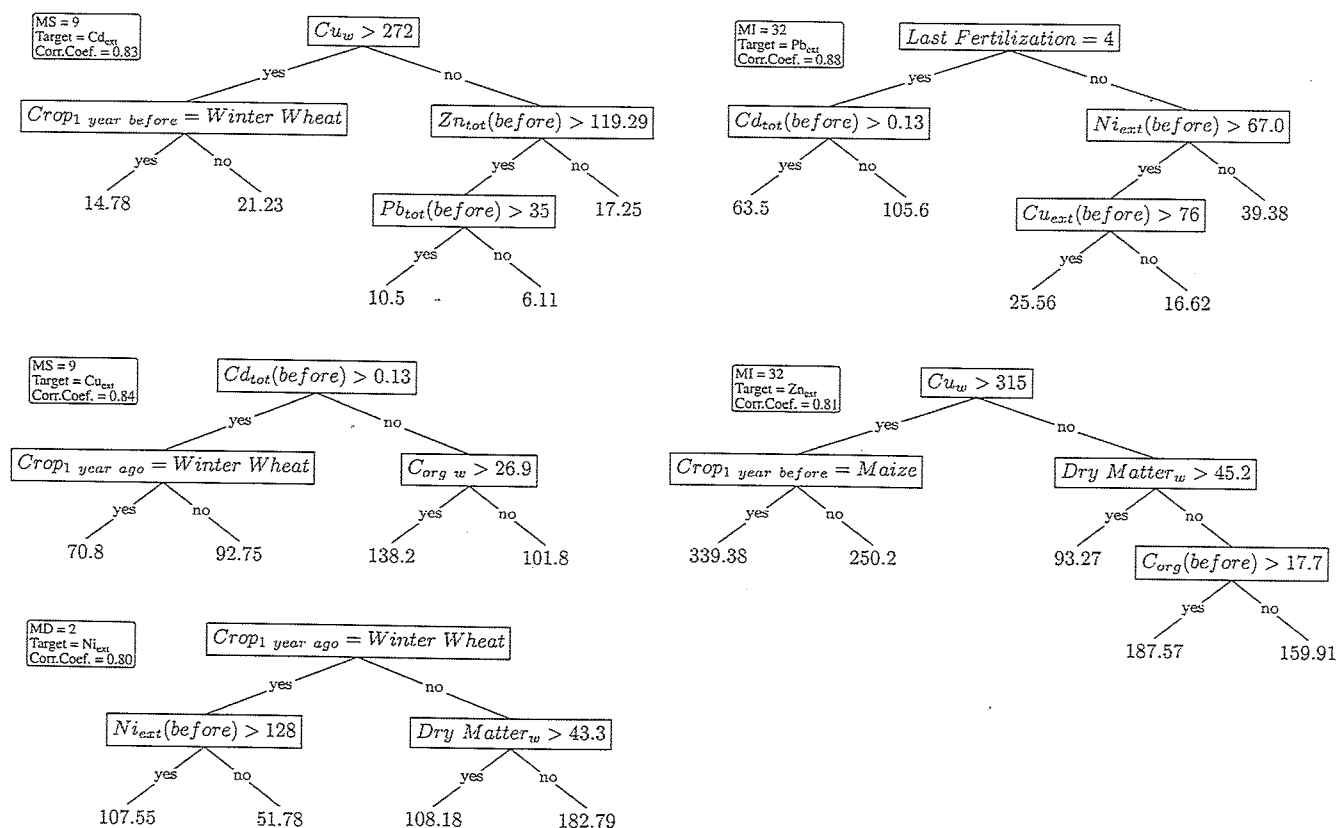 MS = 9
Target = Cd_ext
Corr.Coef. = 0.83
Cu_w > 272
yes
no
Crop_1 year before = Winter Wheat
Zn_tot(before) > 119.29
yes
no
yes
no
14.78
21.23
Pb_tot(before) > 35
17.25
yes
no
10.5
6.11
MI = 32
Target = Pb_ext
Corr.Coef. = 0.88
Last Fertilization = 4
yes
no
Cd_tot(before) > 0.13
Ni_ext(before) > 67.0
yes
no
yes
no
63.5
105.6
Cu_ext(before) > 76
39.38
yes
no
25.56
16.62
MS = 9
Target = Cu_ext
Corr.Coef. = 0.84
Cd_tot(before) > 0.13
yes
no
Crop_1 year ago = Winter Wheat
C_org w > 26.9
yes
no
yes
no
70.8
92.75
138.2
101.8
MI = 32
Target = Zn_ext
Corr.Coef. = 0.81
Cu_w > 315
yes
no
Crop_1 year before = Maize
Dry Matter_w > 45.2
yes
no
yes
no
339.38
250.2
93.27
C_org(before) > 17.7
yes
no
187.57
159.91
MD = 2
Target = Ni_ext
Corr.Coef. = 0.80
Crop_1 year ago = Winter Wheat
yes
no
Ni_ext(before) > 128
Dry Matter_w > 43.3
yes
no
yes
no
107.55
51.78
108.18
182.79